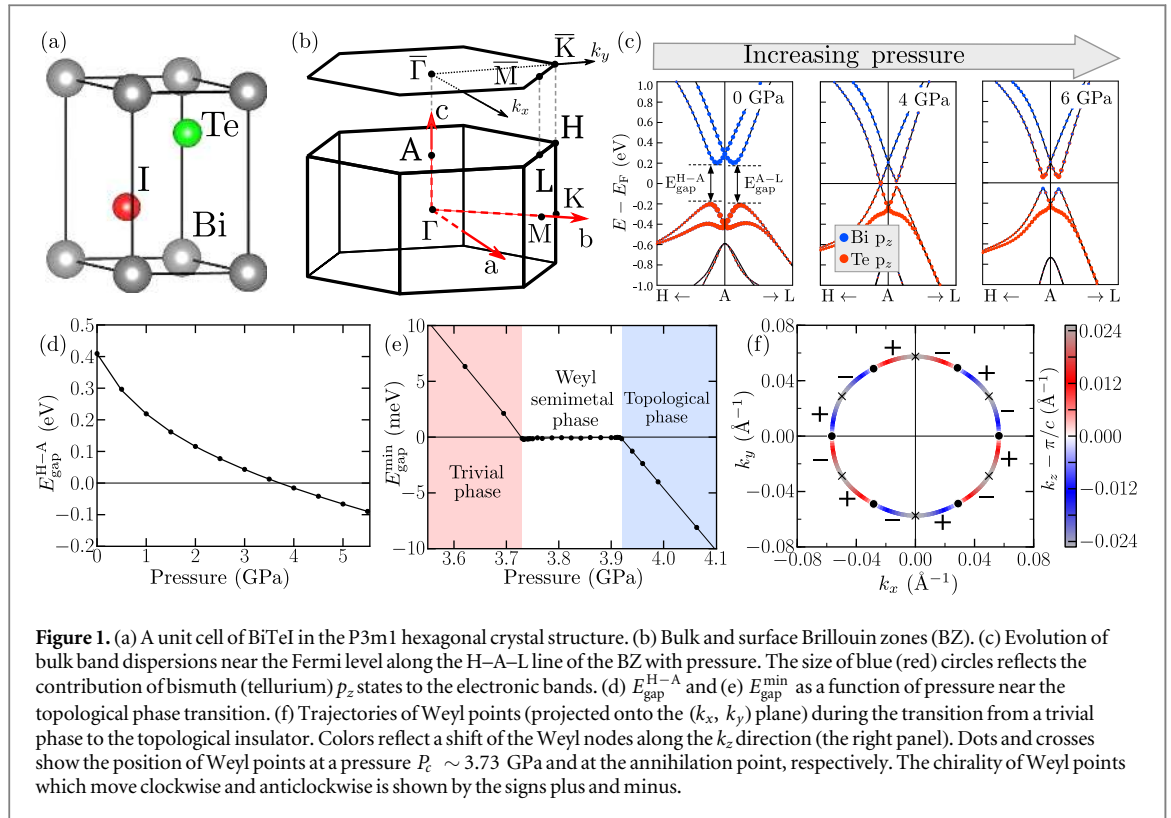 (a)
Te
I
Bi
(b)
Γ̅
M̅
K̅
k_y
k_x
c
A
H
L
K
Γ
M
b
a
(c)
Increasing pressure
0 GPa
4 GPa
6 GPa
E − E_F (eV)
1.0
0.8
0.6
0.4
0.2
0
-0.2
-0.4
-0.6
-0.8
-1.0
E_gap^H−A
E_gap^A−L
Bi p_z
Te p_z
H ← A → L
H ← A → L
H ← A → L
(d)
E_gap^H−A (eV)
0.5
0.4
0.3
0.2
0.1
0.0
−0.1
−0.2
0 1 2 3 4 5
Pressure (GPa)
(e)
E_gap^min (meV)
10
5
0
−5
−10
Trivial
phase
Weyl
semimetal
phase
Topological
phase
3.6 3.7 3.8 3.9 4.0 4.1
Pressure (GPa)
(f)
k_y (Å⁻¹)
0.08
0.04
0.00
−0.04
−0.08
+ − + − + − + − + − + −
−0.08 −0.04 0.00 0.04 0.08
k_x (Å⁻¹)
0.024
0.012
0.000
−0.012
−0.024
k_z − π/c (Å⁻¹)
Figure 1. (a) A unit cell of BiTeI in the P3m1 hexagonal crystal structure. (b) Bulk and surface Brillouin zones (BZ). (c) Evolution of
bulk band dispersions near the Fermi level along the H–A–L line of the BZ with pressure. The size of blue (red) circles reflects the
contribution of bismuth (tellurium) p_z states to the electronic bands. (d) E_gap^H−A and (e) E_gap^min as a function of pressure near the
topological phase transition. (f) Trajectories of Weyl points (projected onto the (k_x, k_y) plane) during the transition from a trivial
phase to the topological insulator. Colors reflect a shift of the Weyl nodes along the k_z direction (the right panel). Dots and crosses
show the position of Weyl points at a pressure P_c ∼ 3.73 GPa and at the annihilation point, respectively. The chirality of Weyl points
which move clockwise and anticlockwise is shown by the signs plus and minus.